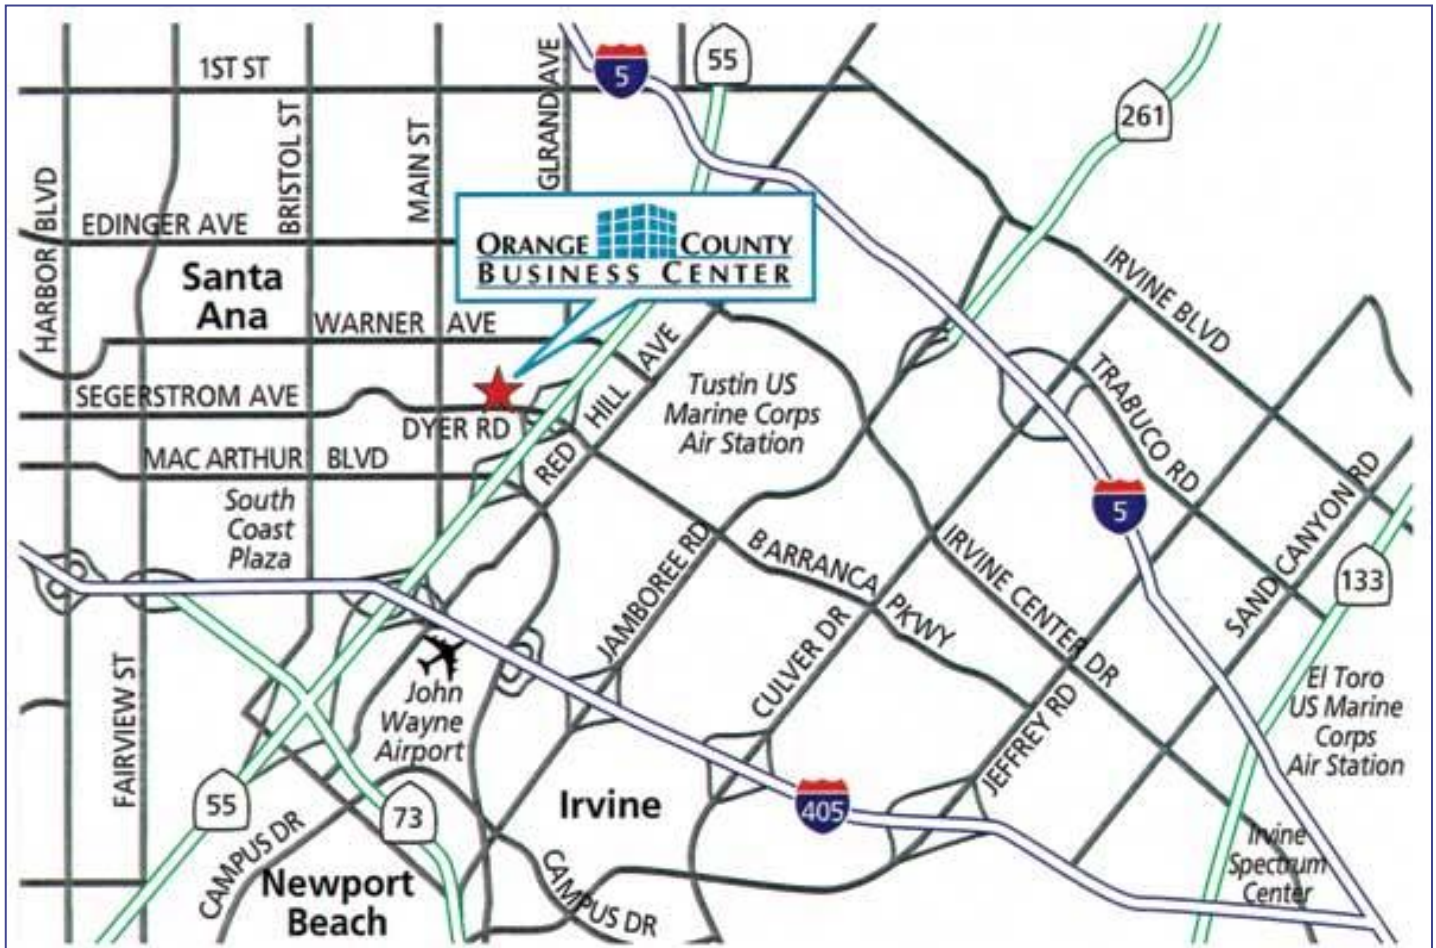 1ST ST
5
55
261
GLRAND AVE
BRISTOL ST
MAIN ST
HARBOR BLVD
EDINGER AVE
ORANGE COUNTY
BUSINESS CENTER
Santa
Ana
IRVINE BLVD
WARNER AVE
RED HILL AVE
Tustin US
Marine Corps
Air Station
TRABUCO RD
SEGERSTROM AVE
DYER RD
MAC ARTHUR BLVD
South
Coast
Plaza
5
SAND CANYON RD
133
JAMBOREE RD
BARRANCA PKWY
IRVINE CENTER DR
CULVER DR
FAIRVIEW ST
John
Wayne
Airport
JEFFREY RD
El Toro
US Marine
Corps
Air Station
55
73
Irvine
405
CAMPUS DR
Newport
Beach
CAMPUS DR
Irvine
Spectrum
Center